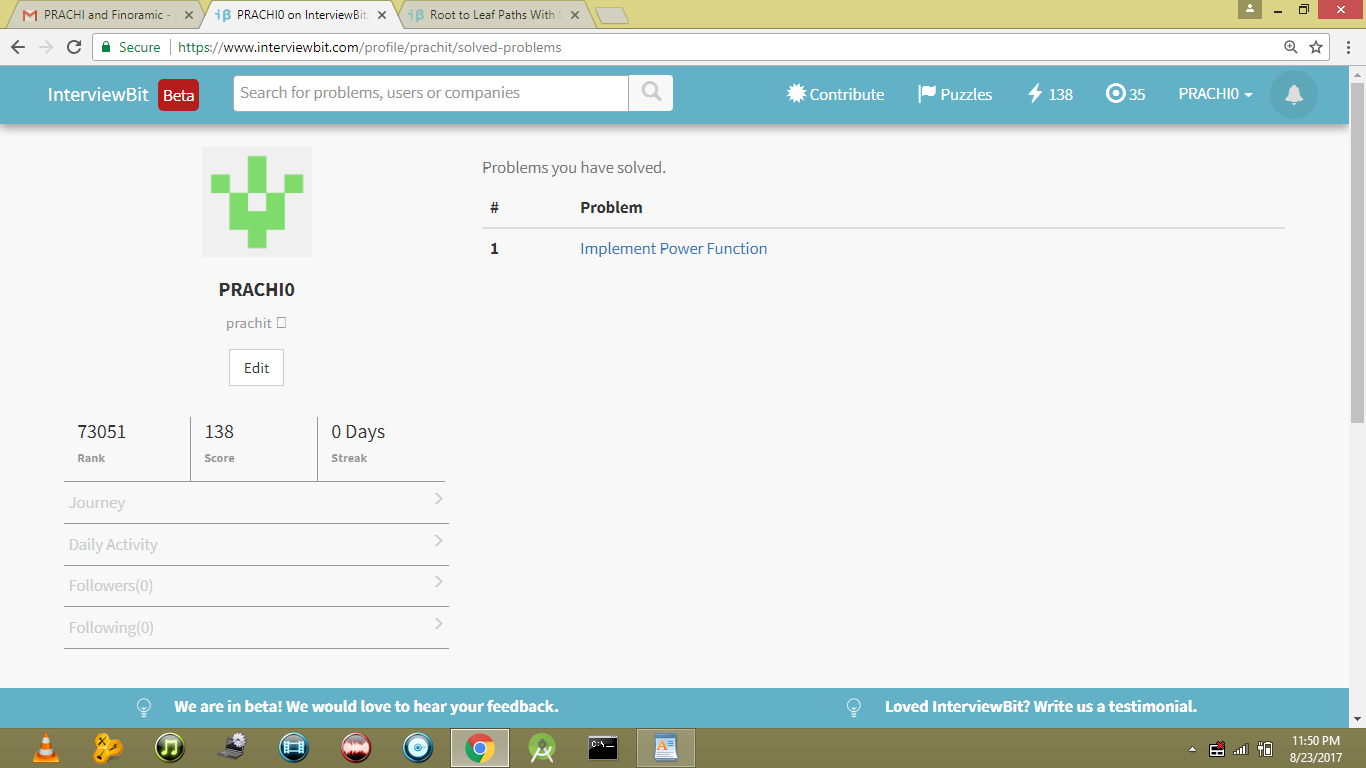 PRACHI and Finoramic -
PRACHI0 on InterviewBit
Root to Leaf Paths With
Secure https://www.interviewbit.com/profile/prachit/solved-problems
InterviewBit Beta Search for problems, users or companies Contribute Puzzles 138 35 PRACHI0
Problems you have solved.
# Problem
1 Implement Power Function
PRACHI0
prachit
Edit
73051 138 0 Days
Rank Score Streak
Journey
Daily Activity
Followers(0)
Following(0)
We are in beta! We would love to hear your feedback. Loved InterviewBit? Write us a testimonial.
11:50 PM
8/23/2017